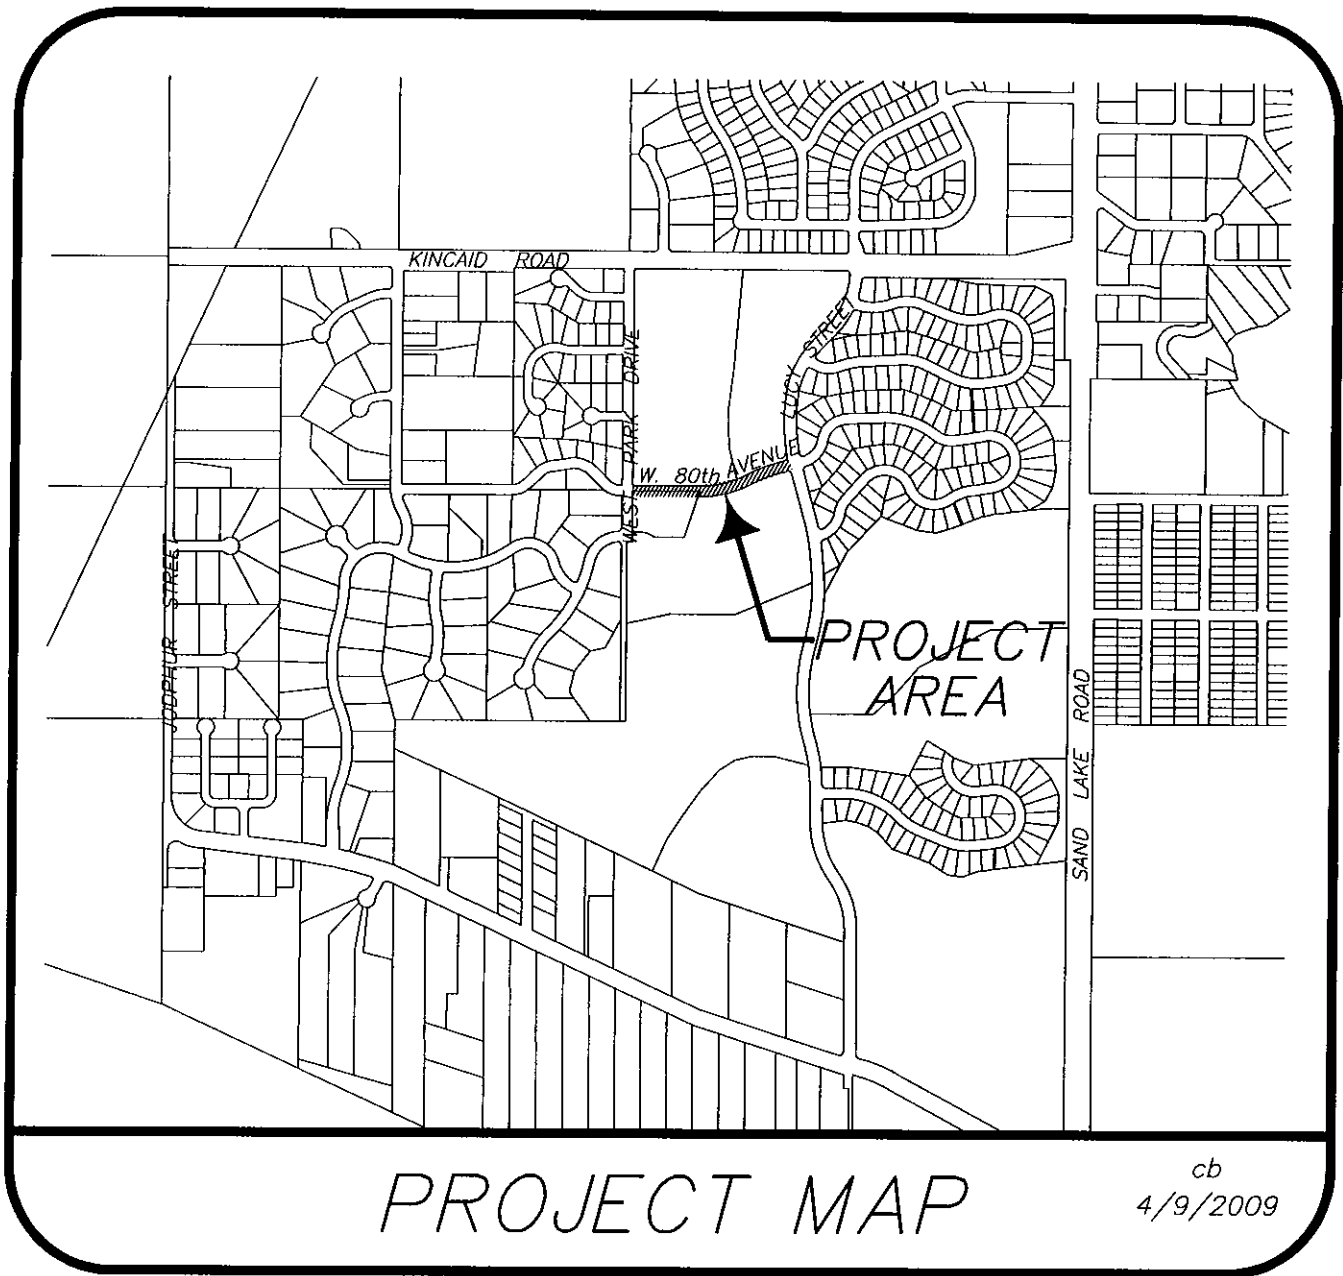 KINCAID ROAD
WEST PARK DRIVE
LUCY STREET
W. 80th AVENUE
JODPHUR STREET
PROJECT
AREA
SAND LAKE ROAD
PROJECT MAP
cb
4/9/2009